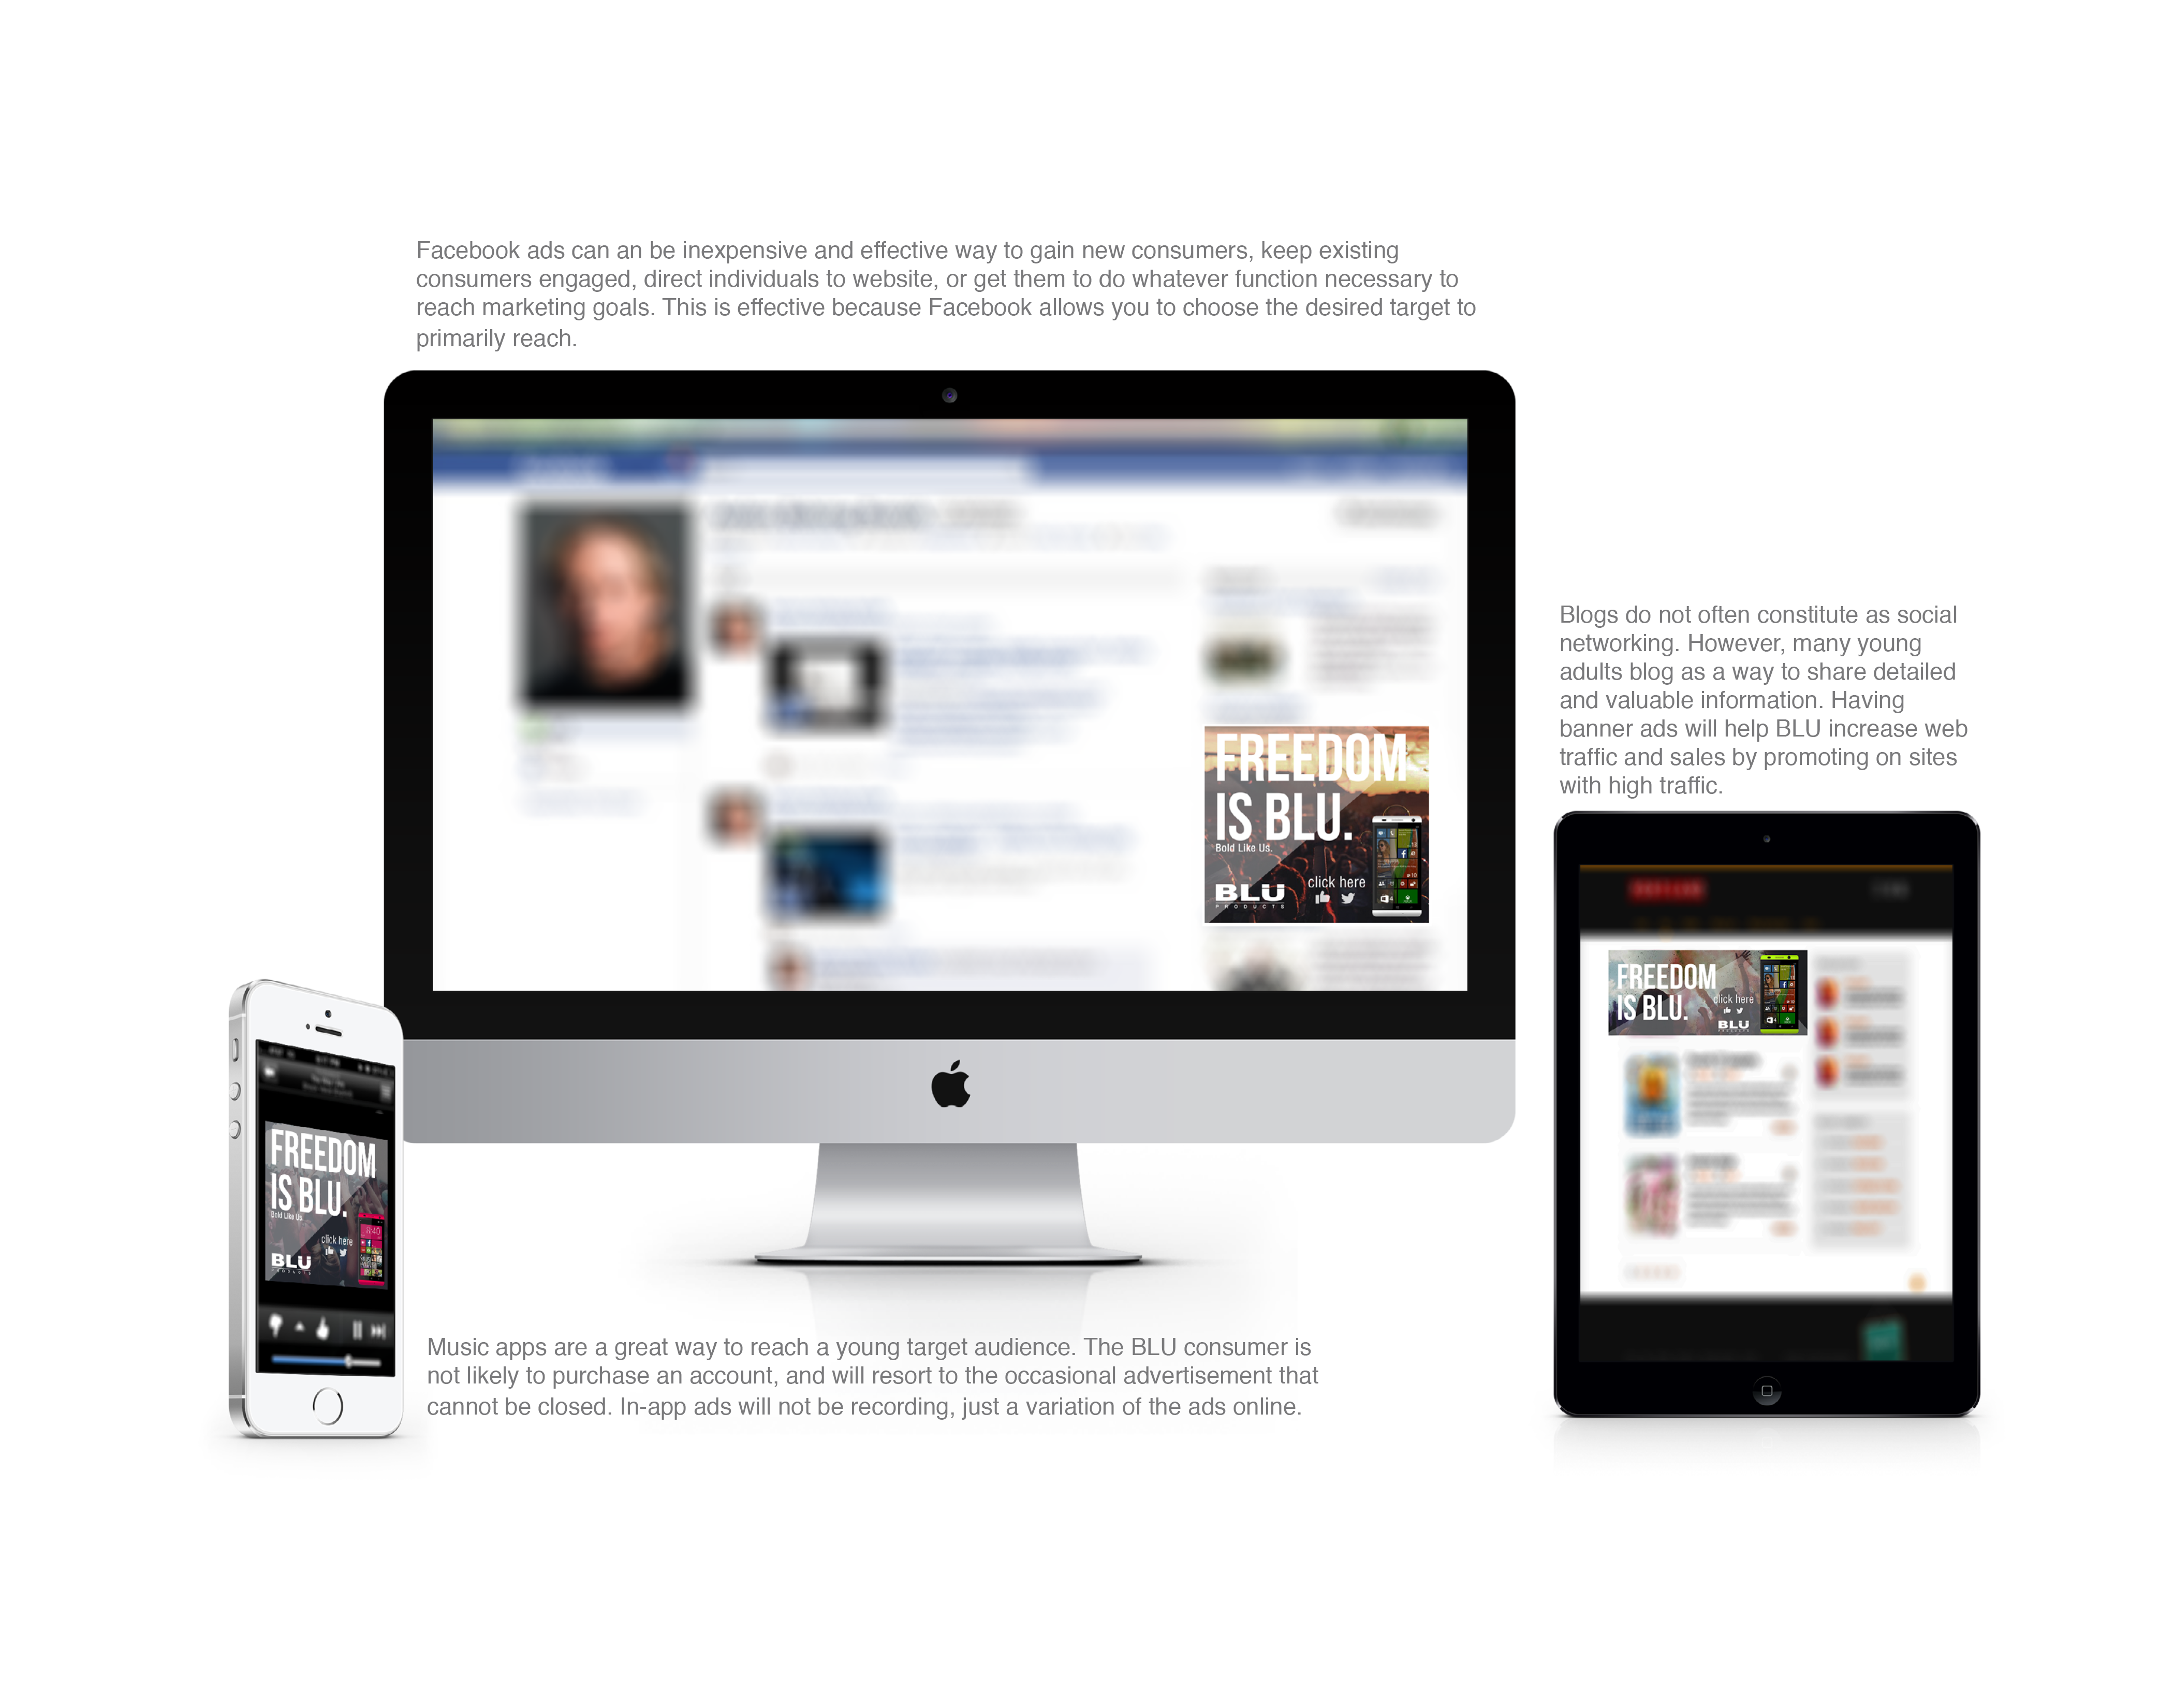 Facebook ads can an be inexpensive and effective way to gain new consumers, keep existing
consumers engaged, direct individuals to website, or get them to do whatever function necessary to
reach marketing goals. This is effective because Facebook allows you to choose the desired target to
primarily reach.
Blogs do not often constitute as social
networking. However, many young
adults blog as a way to share detailed
and valuable information. Having
banner ads will help BLU increase web
traffic and sales by promoting on sites
with high traffic.
FREEDOM
IS BLU.
Bold Like Us.
click here
BLU
PRODUCTS
FREEDOM
IS BLU.
click here
BLU
FREEDOM
IS BLU.
Bold Like Us.
click here
BLU
PRODUCTS
8:40
Music apps are a great way to reach a young target audience. The BLU consumer is
not likely to purchase an account, and will resort to the occasional advertisement that
cannot be closed. In-app ads will not be recording, just a variation of the ads online.